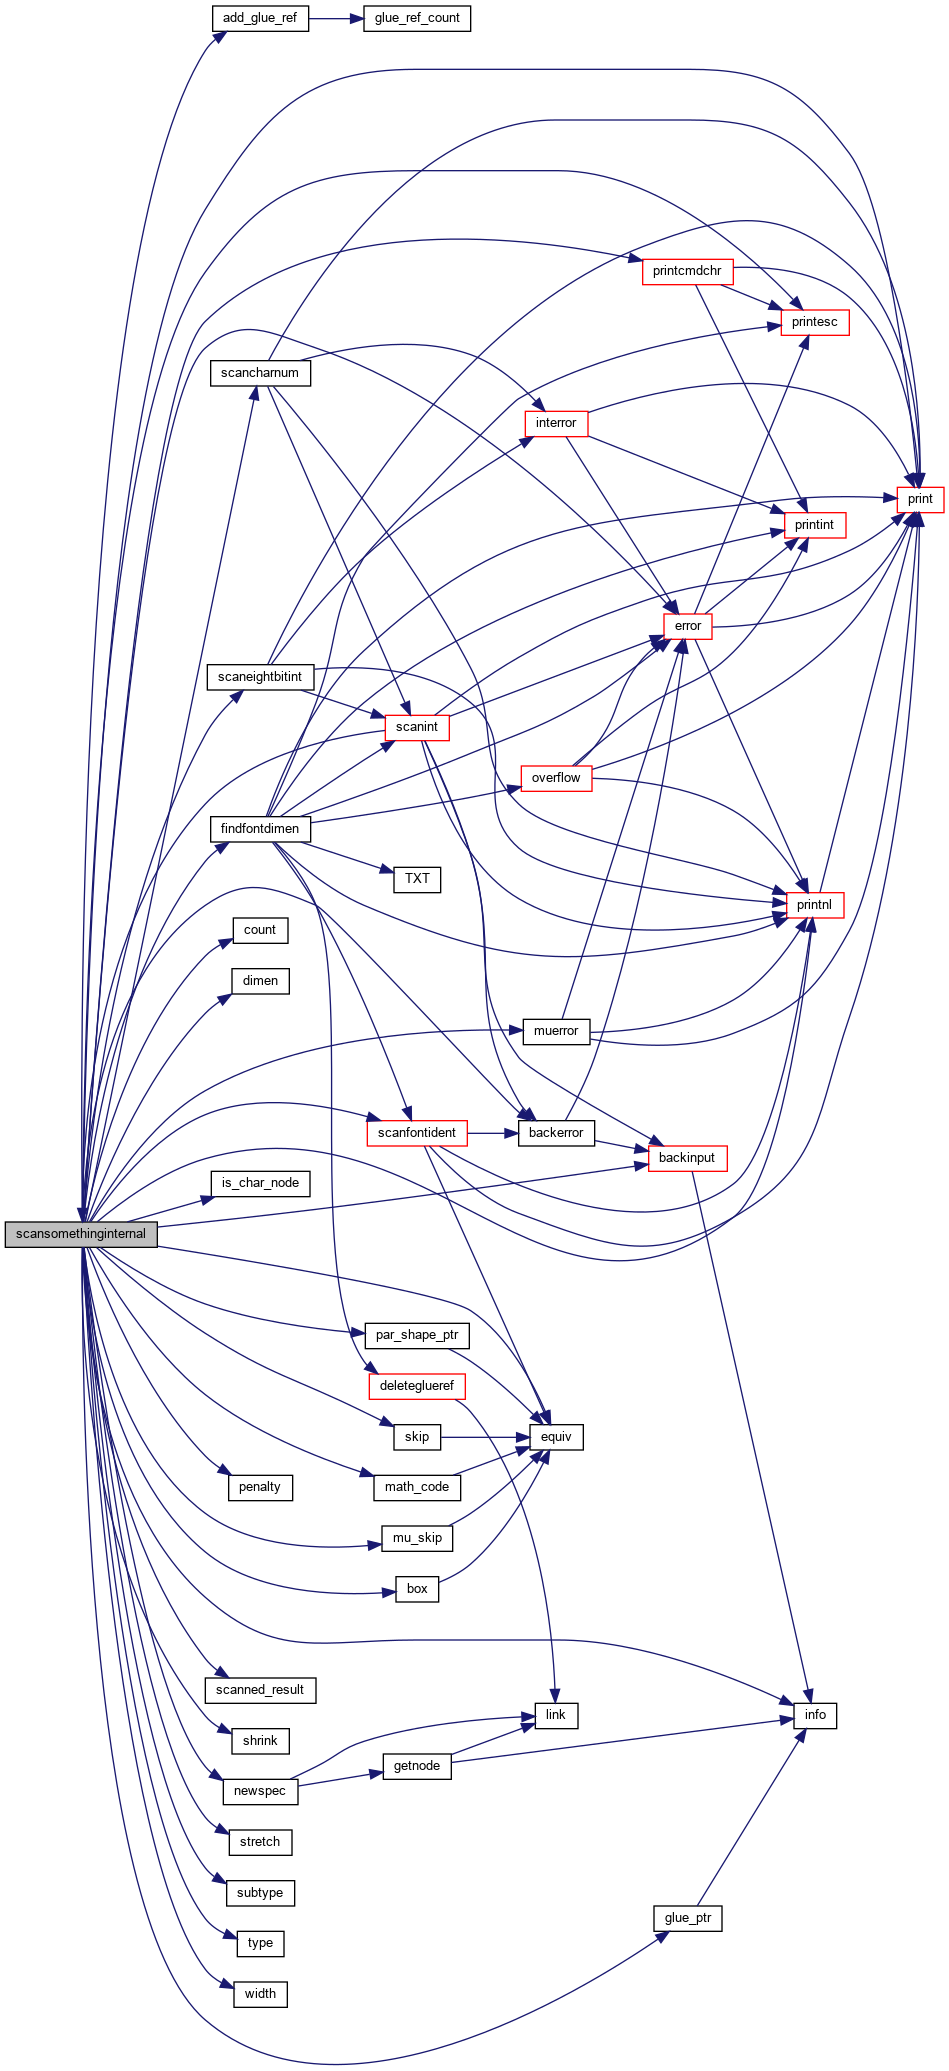 add_glue_ref
glue_ref_count
printcmdchr
printesc
scancharnum
interror
print
printint
error
scaneightbitint
scanint
overflow
findfontdimen
TXT
printnl
count
dimen
muerror
scanfontident
backerror
backinput
is_char_node
scansomethinginternal
par_shape_ptr
deleteglueref
skip
equiv
penalty
math_code
mu_skip
box
scanned_result
link
info
shrink
getnode
newspec
stretch
subtype
glue_ptr
type
width